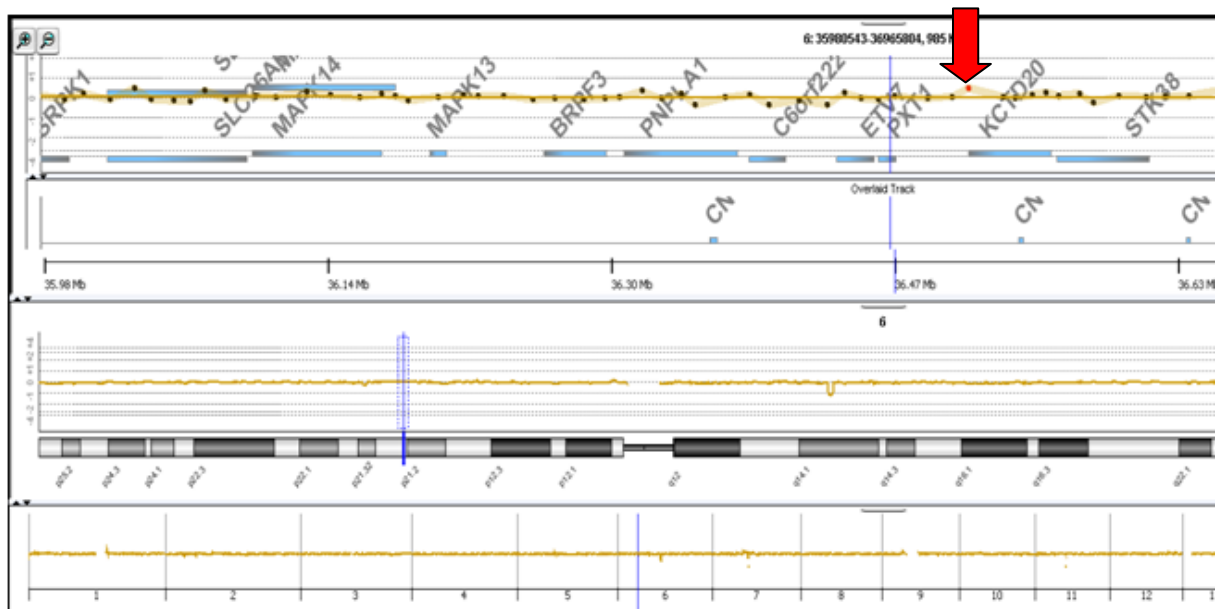 6: 35980543-36965804, 985
SRPK1
MAPK14
MAPK13
BRPF3
PNPLA1
C6orf222
ETV7
PXT1
KCTD20
STK38
Overlaid Track
CN
CN
CN
35.98 Mb 36.14 Mb 36.30 Mb 36.47 Mb 36.63 Mb
6
p25.2 p24.3 p24.1 p22.3 p22.1 p21.32 p21.2 p12.3 p12.1 q12 q14.1 q14.3 q16.1 q16.3 q22.1
1 2 3 4 5 6 7 8 9 10 11 12